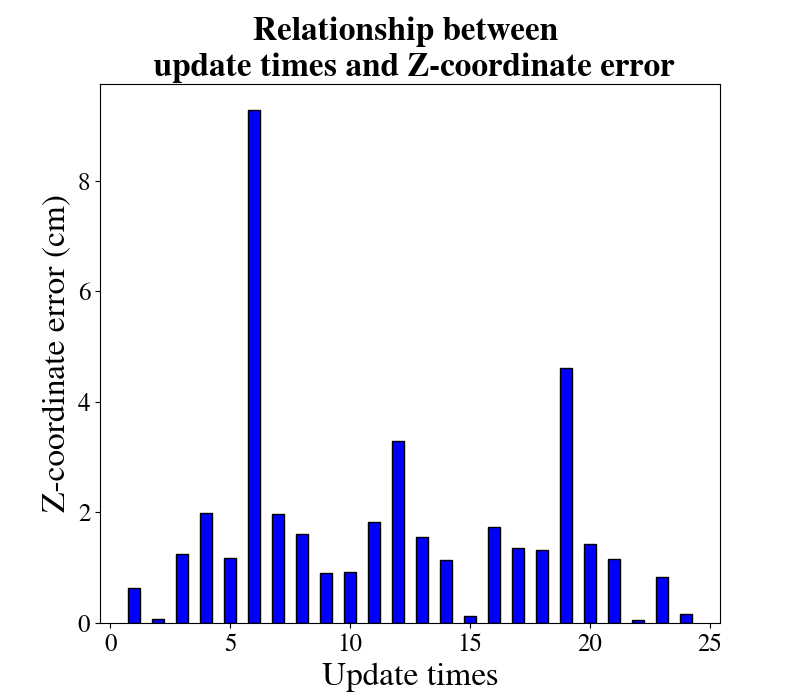 Relationship between
update times and Z-coordinate error
Z-coordinate error (cm)
8
6
4
2
0
0 5 10 15 20 25
Update times